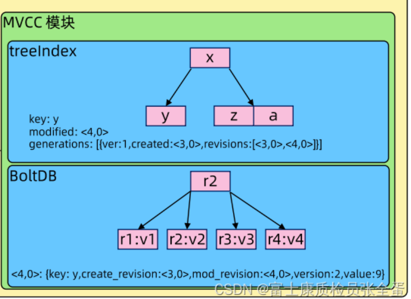 MVCC 模块
treeIndex
x
y
z a
key: y
modified: <4,0>
generations: [{ver:1,created:<3,0>,revisions:[<3,0>,<4,0>]}]
BoltDB
r2
r1:v1 r2:v2 r3:v3 r4:v4
<4,0>: {key: y,create_revision:<3,0>,mod_revision:<4,0>,version:2,value:9}
CSDN @富士康质检员张全蛋